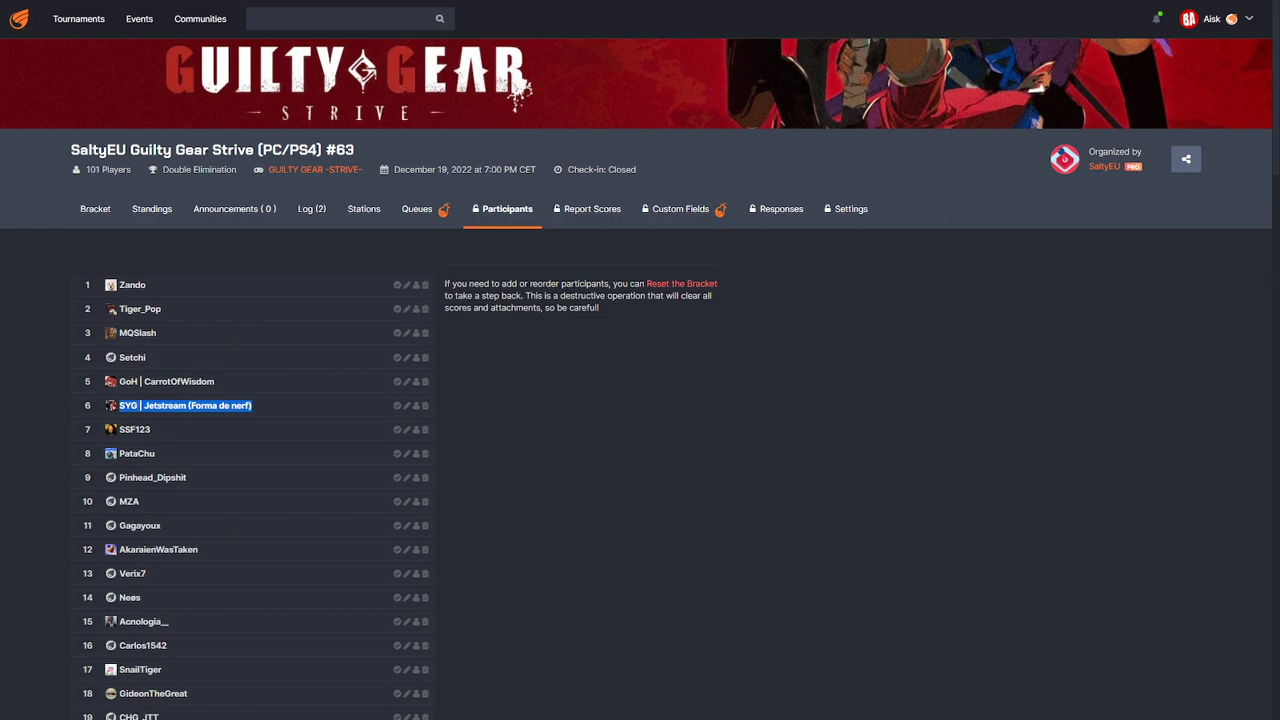 Tournaments Events Communities
BA Aisk
GUILTY GEAR
STRIVE
SaltyEU Guilty Gear Strive (PC/PS4) #63
101 Players Double Elimination GUILTY GEAR -STRIVE- December 19, 2022 at 7:00 PM CET Check-in: Closed
Organized by
SaltyEU PRO
Bracket Standings Announcements ( 0 ) Log (2) Stations Queues Participants Report Scores Custom Fields Responses Settings
1 Zando
2 Tiger_Pop
3 MQSlash
4 Setchi
5 GoH | CarrotOfWisdom
6 SYG | Jetstream (Forma de nerf)
7 SSF123
8 PataChu
9 Pinhead_Dipshit
10 MZA
11 Gagayoux
12 AkaraienWasTaken
13 Verix7
14 Neøs
15 Acnologia__
16 Carlos1542
17 SnailTiger
18 GideonTheGreat
19 CHG_JTT
If you need to add or reorder participants, you can Reset the Bracket
to take a step back. This is a destructive operation that will clear all
scores and attachments, so be careful!